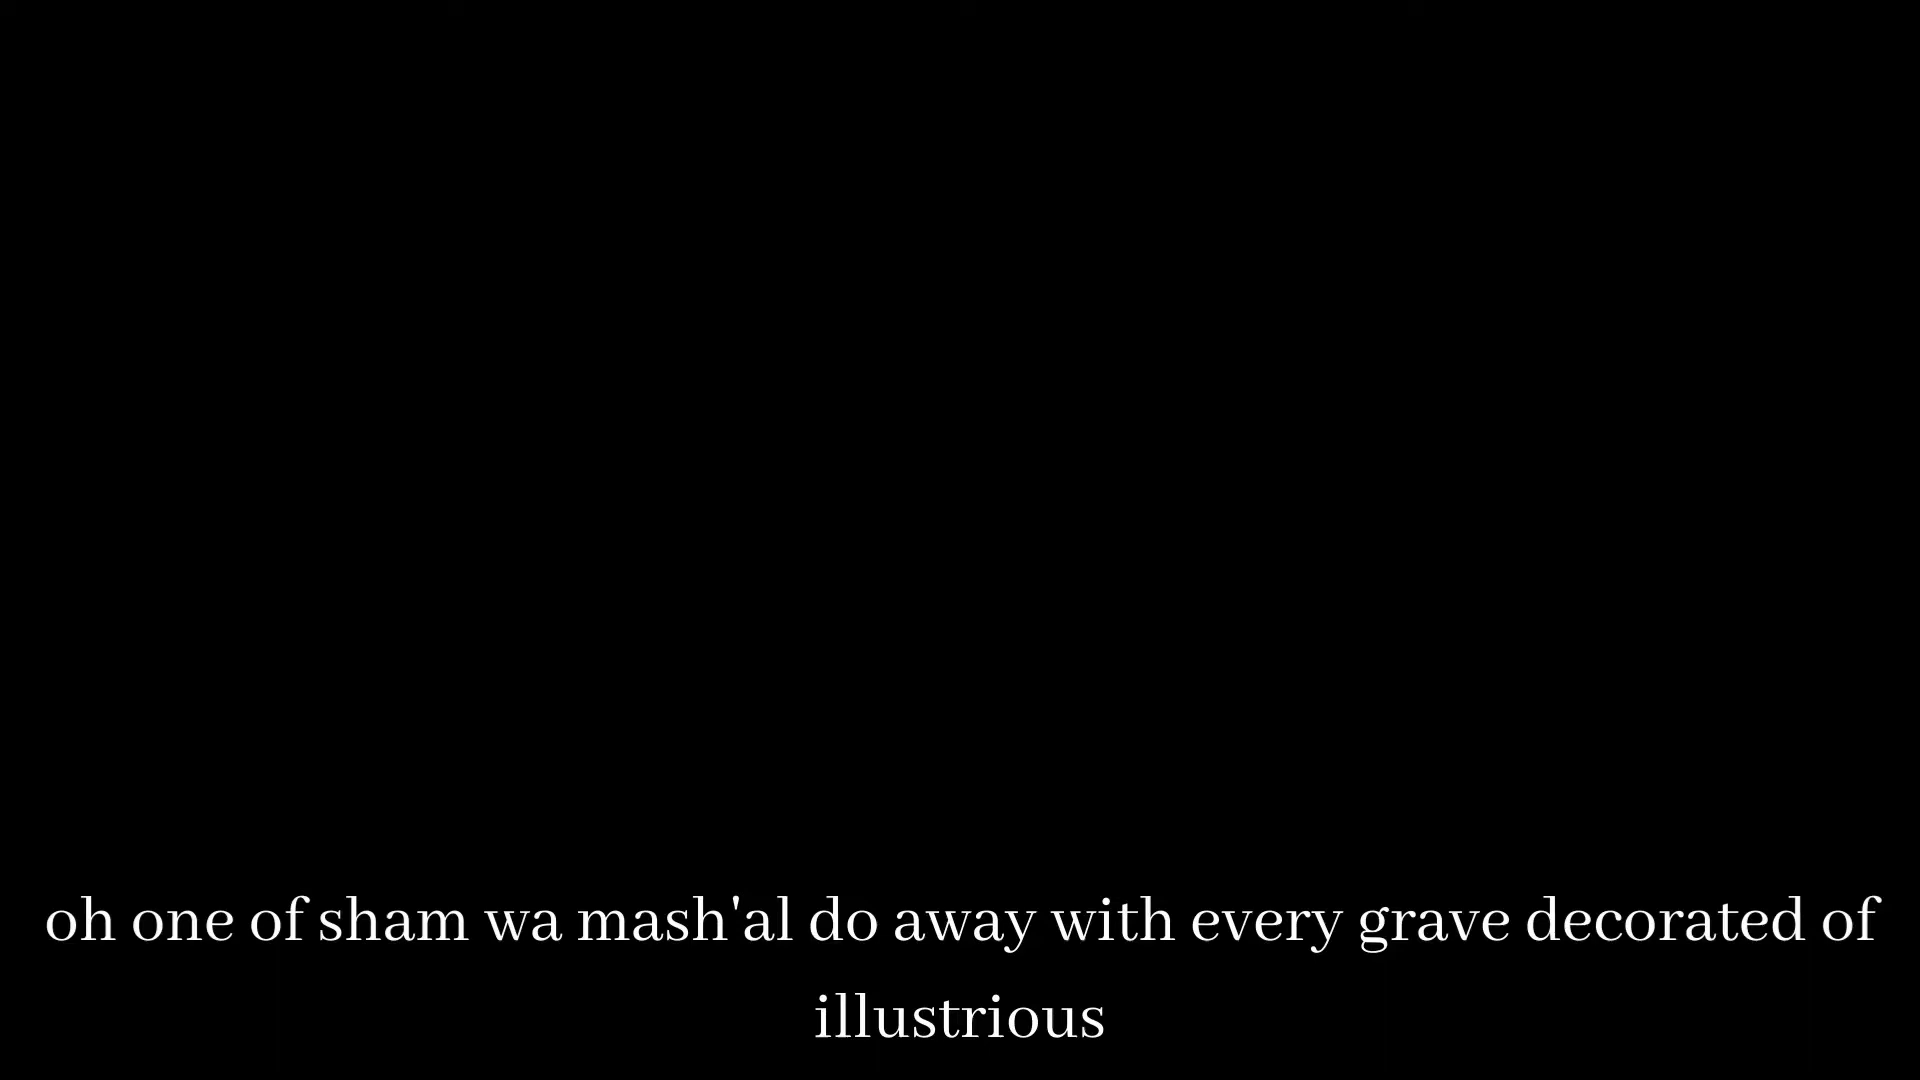 oh one of sham wa mash'al do away with every grave decorated of
illustrious